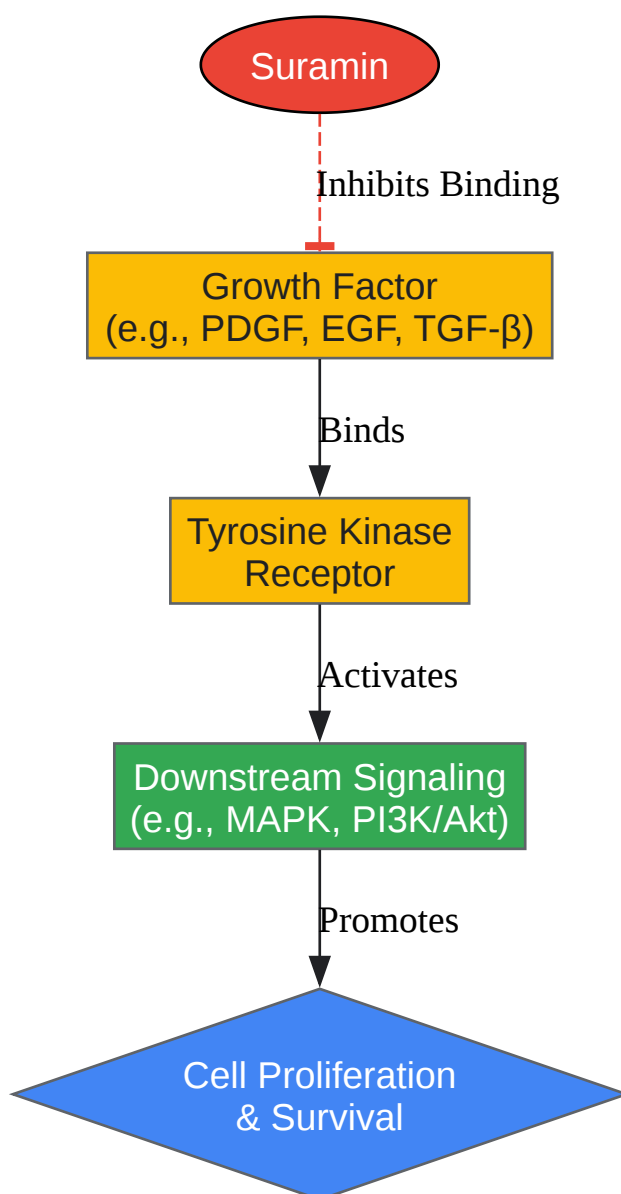 Suramin
Inhibits Binding
Growth Factor
(e.g., PDGF, EGF, TGF-β)
Binds
Tyrosine Kinase
Receptor
Activates
Downstream Signaling
(e.g., MAPK, PI3K/Akt)
Promotes
Cell Proliferation
& Survival